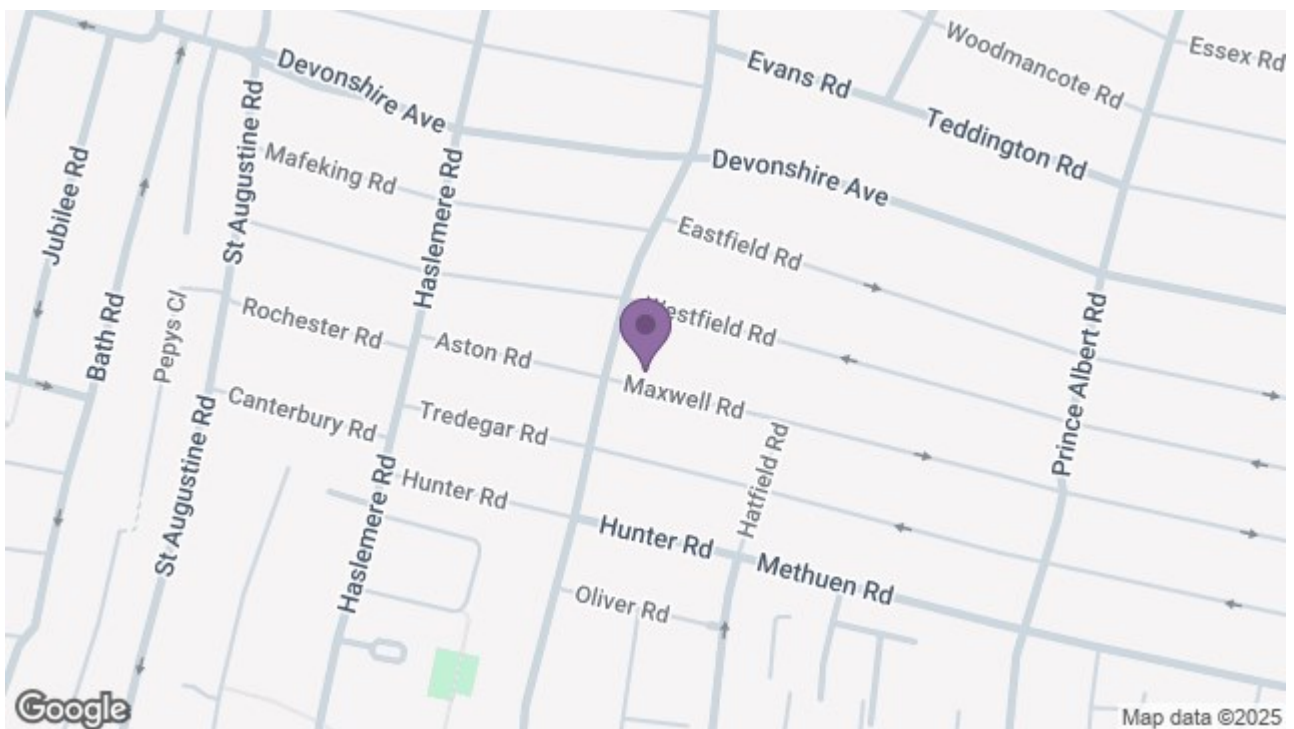 Woodmancote Rd
Essex Rd
Evans Rd
Devonshire Ave
Teddington Rd
Mafeking Rd
Devonshire Ave
Jubilee Rd
St Augustine Rd
Haslemere Rd
Eastfield Rd
Bath Rd
Pepys Cl
Rochester Rd
Westfield Rd
Aston Rd
Prince Albert Rd
Maxwell Rd
Canterbury Rd
Tredegar Rd
St Augustine Rd
Hatfield Rd
Hunter Rd
Haslemere Rd
Hunter Rd
Methuen Rd
Oliver Rd
Google
Map data ©2025